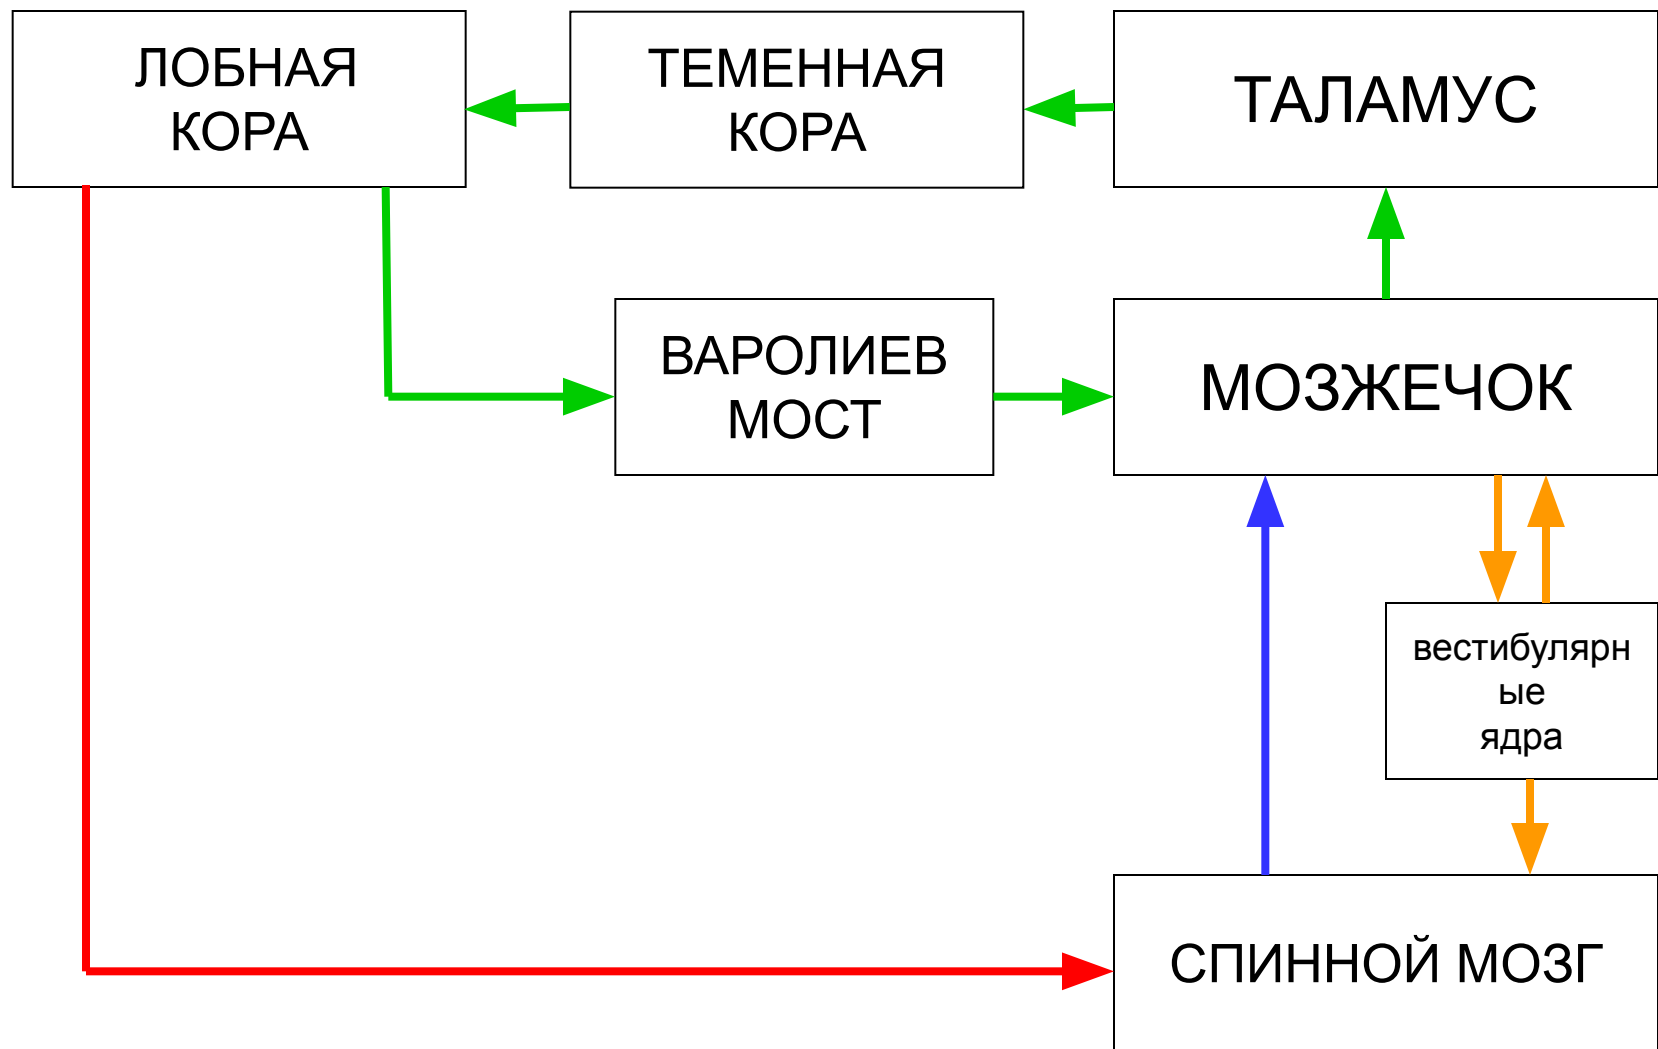 ЛОБНАЯ
КОРА
ТЕМЕННАЯ
КОРА
ТАЛАМУС
ВАРОЛИЕВ
МОСТ
МОЗЖЕЧОК
вестибулярн
ые
ядра
СПИННОЙ МОЗГ